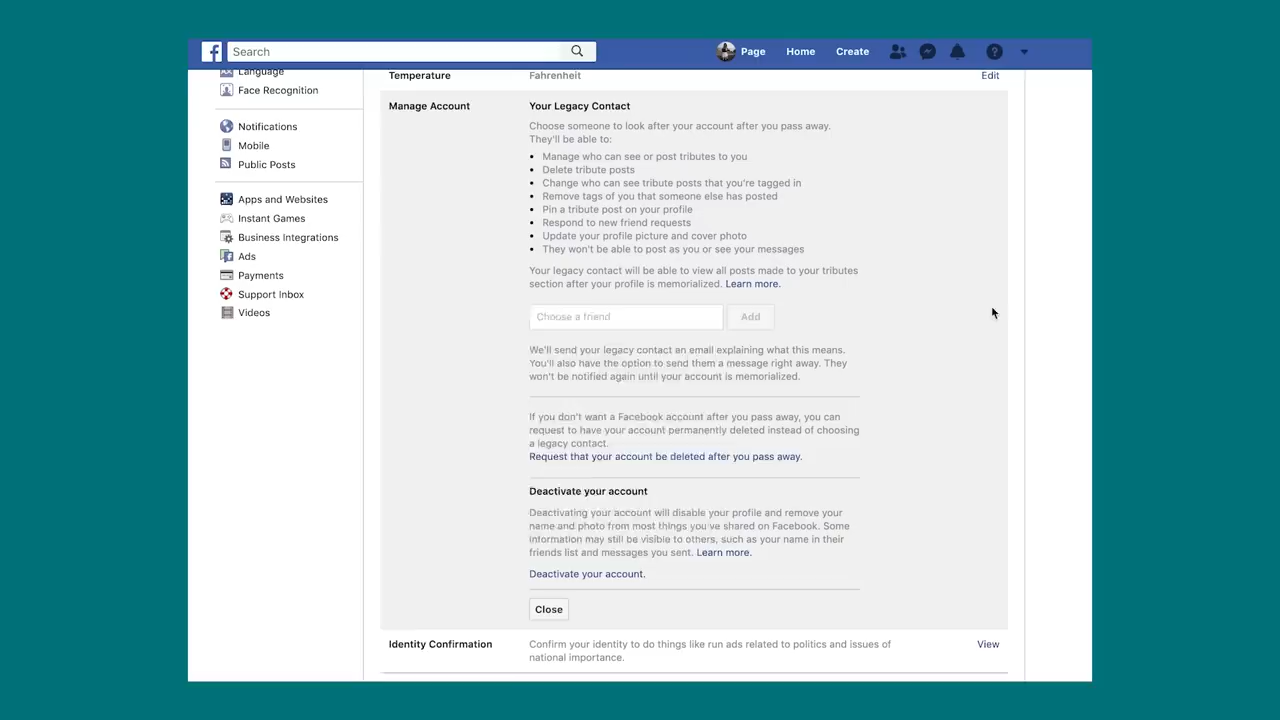 Search
Page
Home
Create
Language
Face Recognition
Notifications
Mobile
Public Posts
Apps and Websites
Instant Games
Business Integrations
Ads
Payments
Support Inbox
Videos
Temperature
Fahrenheit
Edit
Manage Account
Your Legacy Contact
Choose someone to look after your account after you pass away.
They'll be able to:
Manage who can see or post tributes to you
Delete tribute posts
Change who can see tribute posts that you're tagged in
Remove tags of you that someone else has posted
Pin a tribute post on your profile
Respond to new friend requests
Update your profile picture and cover photo
They won't be able to post as you or see your messages
Your legacy contact will be able to view all posts made to your tributes
section after your profile is memorialized. Learn more.
Choose a friend
Add
We'll send your legacy contact an email explaining what this means.
You'll also have the option to send them a message right away. They
won't be notified again until your account is memorialized.
If you don't want a Facebook account after you pass away, you can
request to have your account permanently deleted instead of choosing
a legacy contact.
Request that your account be deleted after you pass away.
Deactivate your account
Deactivating your account will disable your profile and remove your
name and photo from most things you've shared on Facebook. Some
information may still be visible to others, such as your name in their
friends list and messages you sent. Learn more.
Deactivate your account.
Close
Identity Confirmation
Confirm your identity to do things like run ads related to politics and issues of
national importance.
View